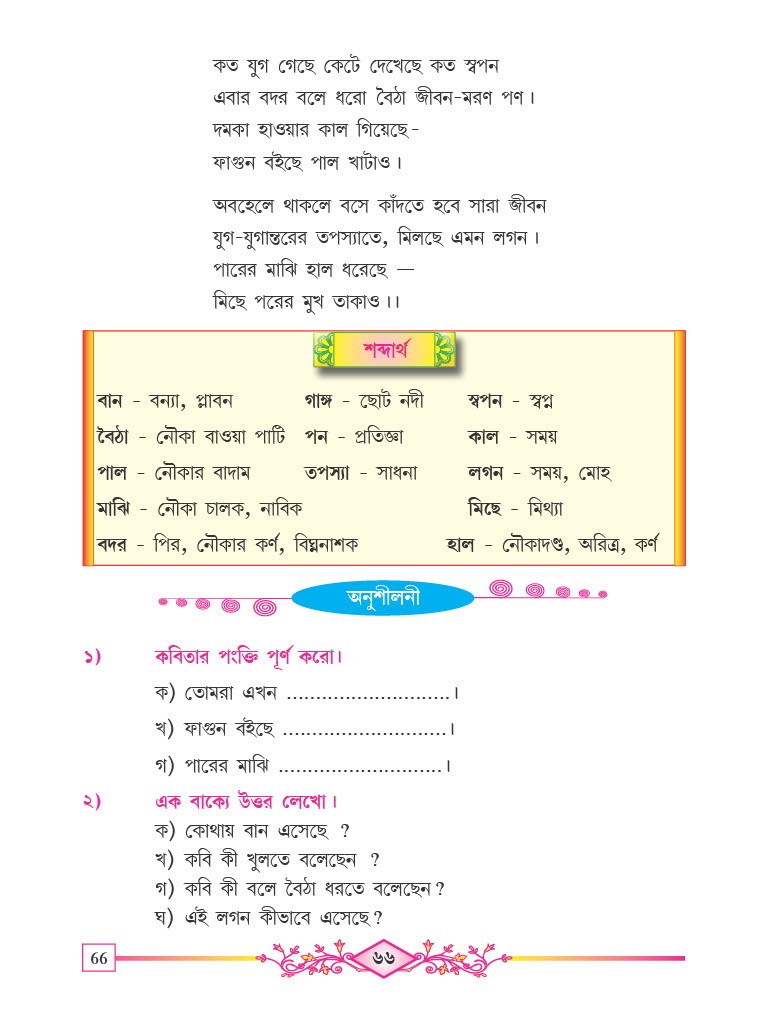 কত যুগ গেছে কেটে দেখেছে কত স্বপন
এবার বদর বলে ধরো বৈঠা জীবন-মরণ পণ।
দমকা হাওয়ার কাল গিয়েছে-
ফাগুন বইছে পাল খাটাও।
অবহেলে থাকলে বসে কাঁদতে হবে সারা জীবন
যুগ-যুগান্তরের তপস্যাতে, মিলছে এমন লগন।
পারের মাঝি হাল ধরেছে —
মিছে পরের মুখ তাকাও।।
শব্দার্থ
বান - বন্যা, প্লাবন গাঙ্গ - ছোট নদী স্বপন - স্বপ্ন
বৈঠা - নৌকা বাওয়া পাটি পন - প্রতিজ্ঞা কাল - সময়
পাল - নৌকার বাদাম তপস্যা - সাধনা লগন - সময়, মোহ
মাঝি - নৌকা চালক, নাবিক মিছে - মিথ্যা
বদর - পির, নৌকার কর্ণ, বিঘ্ননাশক হাল - নৌকাদণ্ড, অরিত্র, কর্ণ
অনুশীলনী
১) কবিতার পংক্তি পূর্ণ করো।
ক) তোমরা এখন ............................।
খ) ফাগুন বইছে ............................।
গ) পারের মাঝি ............................।
২) এক বাক্যে উত্তর লেখো।
ক) কোথায় বান এসেছে ?
খ) কবি কী খুলতে বলেছেন ?
গ) কবি কী বলে বৈঠা ধরতে বলেছেন?
ঘ) এই লগন কীভাবে এসেছে?
66 ৬৬